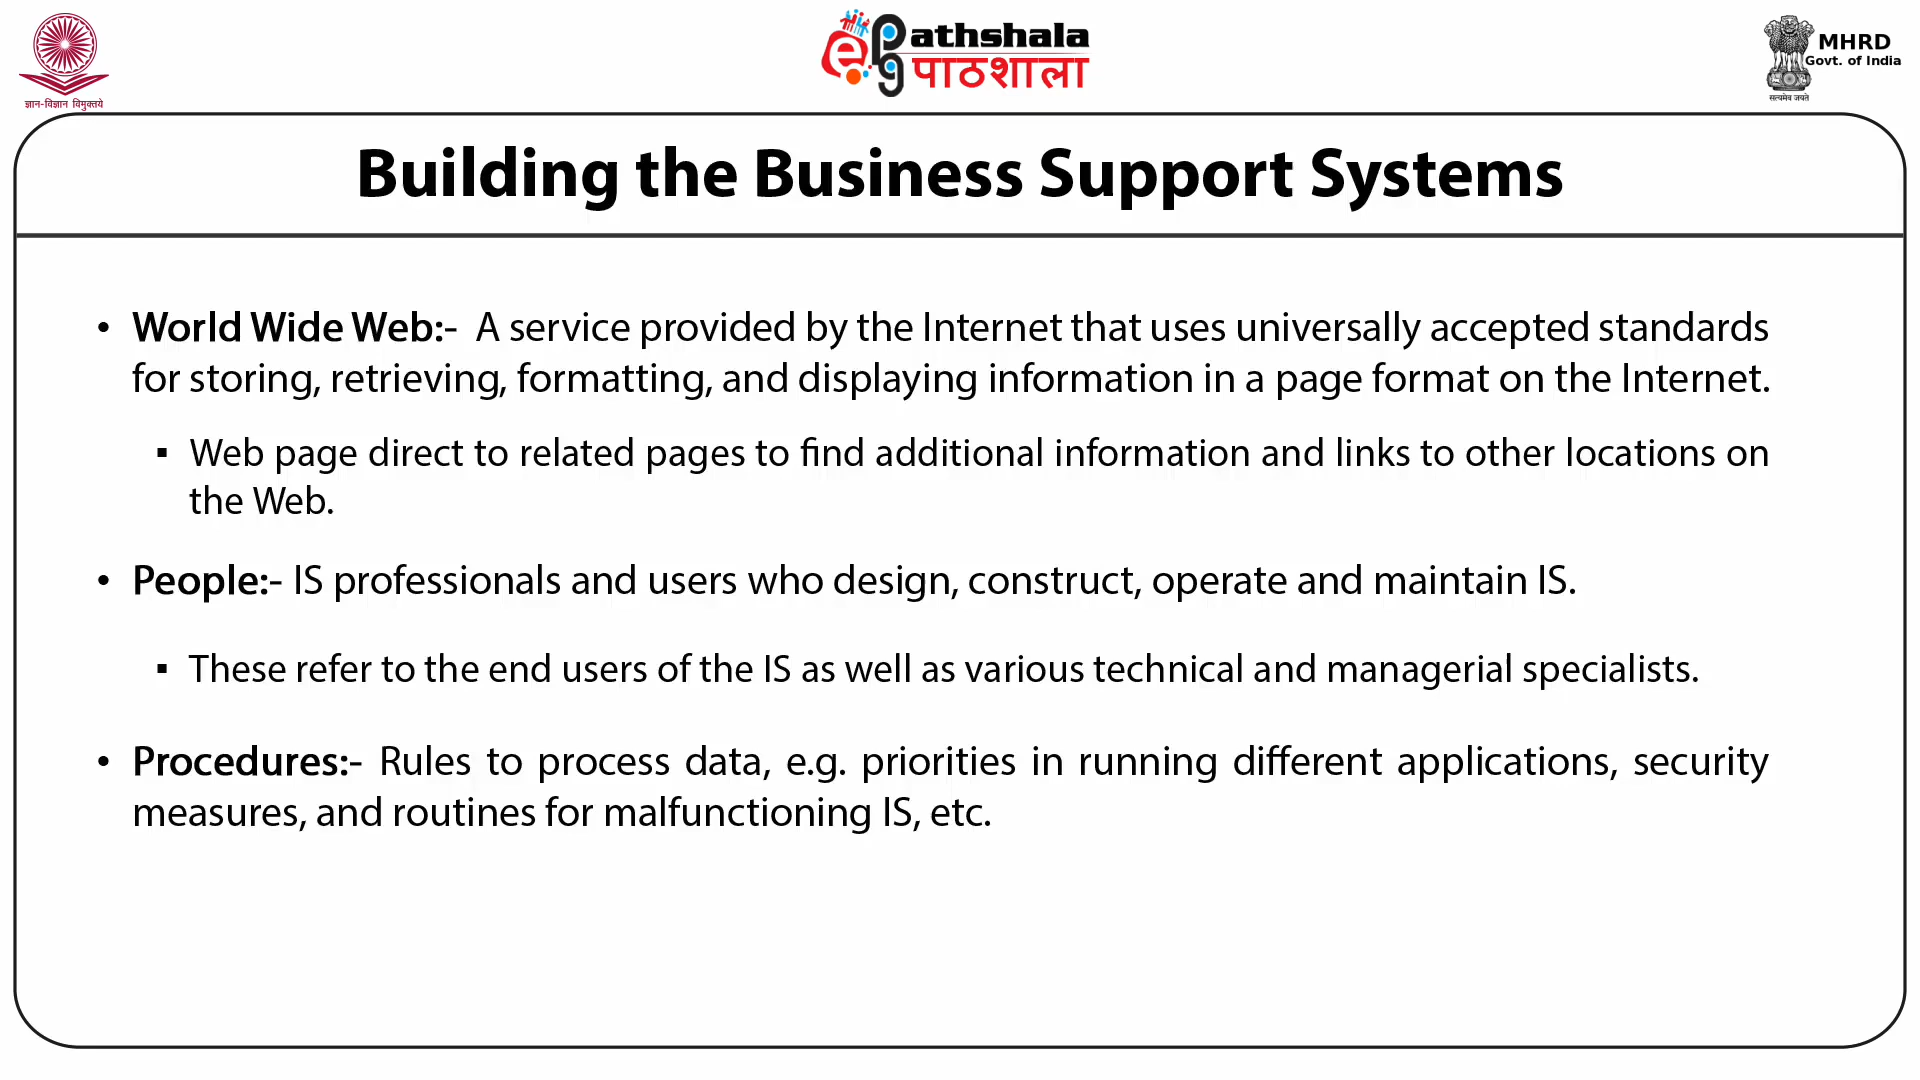 ज्ञान-विज्ञान विमुक्तये
e Pg Pathshala
पाठशाला
MHRD
Govt. of India
सत्यमेव जयते
Building the Business Support Systems
• World Wide Web:- A service provided by the Internet that uses universally accepted standards
for storing, retrieving, formatting, and displaying information in a page format on the Internet.
▪ Web page direct to related pages to find additional information and links to other locations on
the Web.
• People:- IS professionals and users who design, construct, operate and maintain IS.
▪ These refer to the end users of the IS as well as various technical and managerial specialists.
• Procedures:- Rules to process data, e.g. priorities in running different applications, security
measures, and routines for malfunctioning IS, etc.